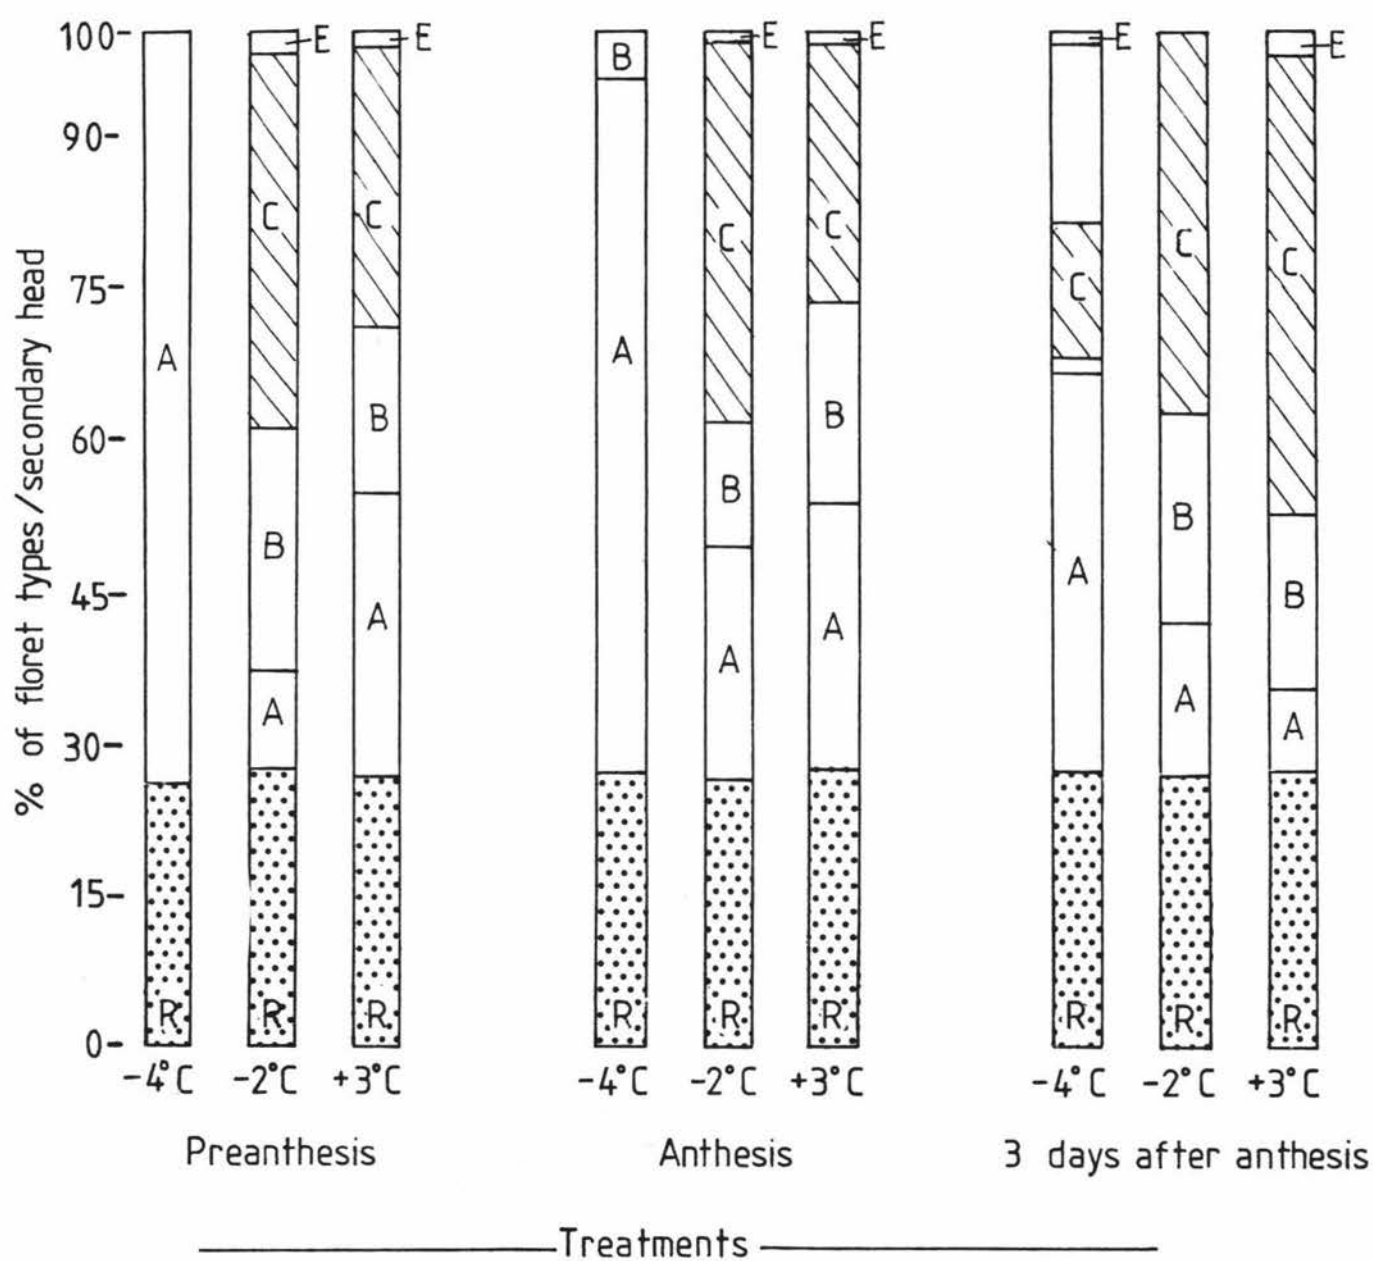 % of floret types/secondary head
100-
90-
75-
60-
45-
30-
15-
0-
A
R
E
C
B
A
R
E
C
B
A
R
B
A
R
E
C
B
A
R
E
C
B
A
R
E
C
A
R
C
B
A
R
E
C
B
A
R
-4°C -2°C +3°C
-4°C -2°C +3°C
-4°C -2°C +3°C
Preanthesis
Anthesis
3 days after anthesis
Treatments